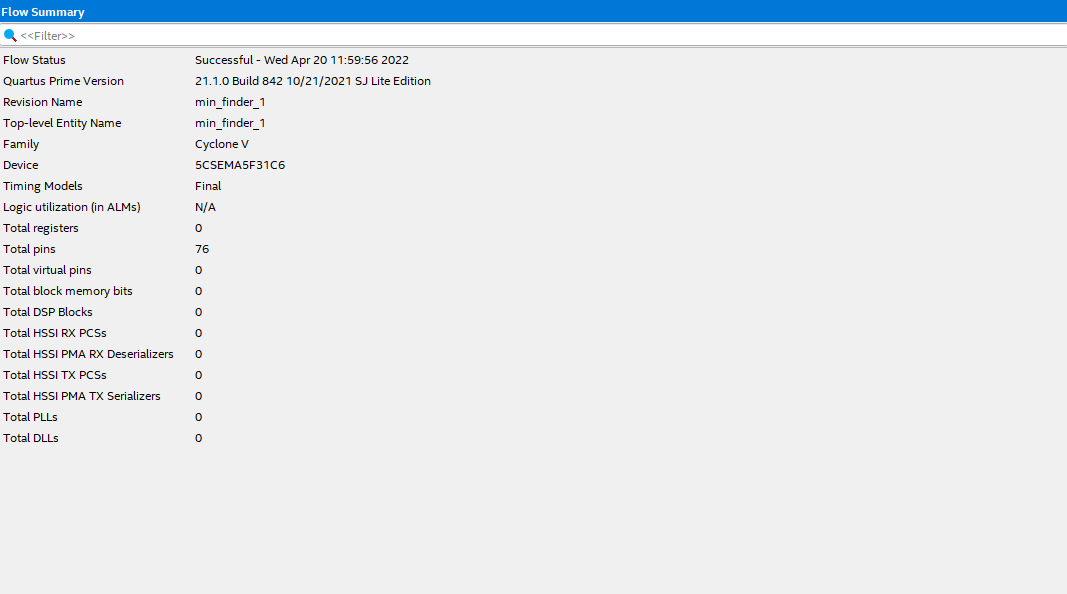 Flow Summary
<<Filter>>
Flow Status Successful - Wed Apr 20 11:59:56 2022
Quartus Prime Version 21.1.0 Build 842 10/21/2021 SJ Lite Edition
Revision Name min_finder_1
Top-level Entity Name min_finder_1
Family Cyclone V
Device 5CSEMA5F31C6
Timing Models Final
Logic utilization (in ALMs) N/A
Total registers 0
Total pins 76
Total virtual pins 0
Total block memory bits 0
Total DSP Blocks 0
Total HSSI RX PCSs 0
Total HSSI PMA RX Deserializers 0
Total HSSI TX PCSs 0
Total HSSI PMA TX Serializers 0
Total PLLs 0
Total DLLs 0